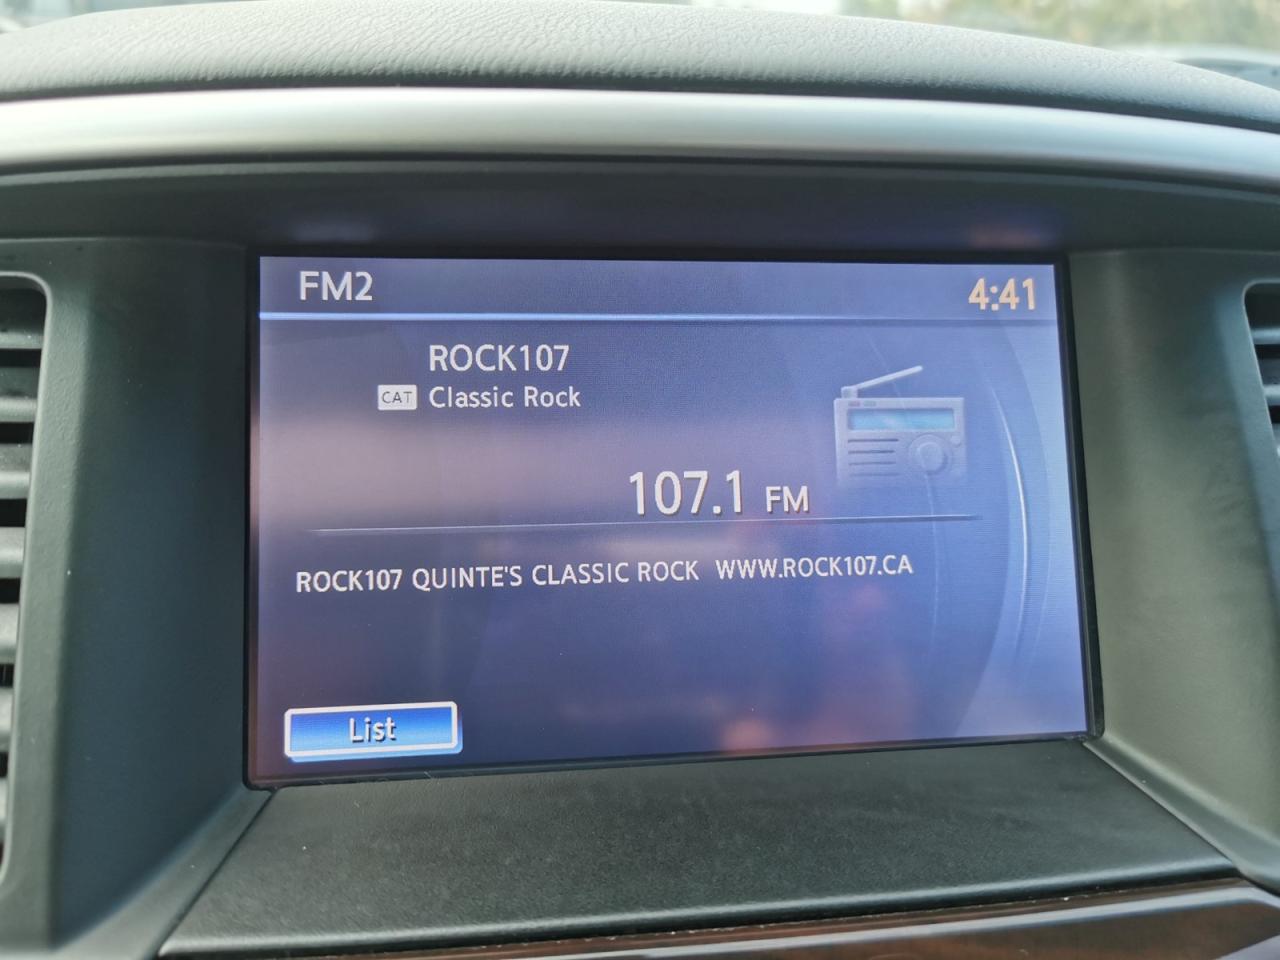 FM2 4:41
ROCK107
CAT Classic Rock
107.1 FM
ROCK107 QUINTE'S CLASSIC ROCK WWW.ROCK107.CA
List